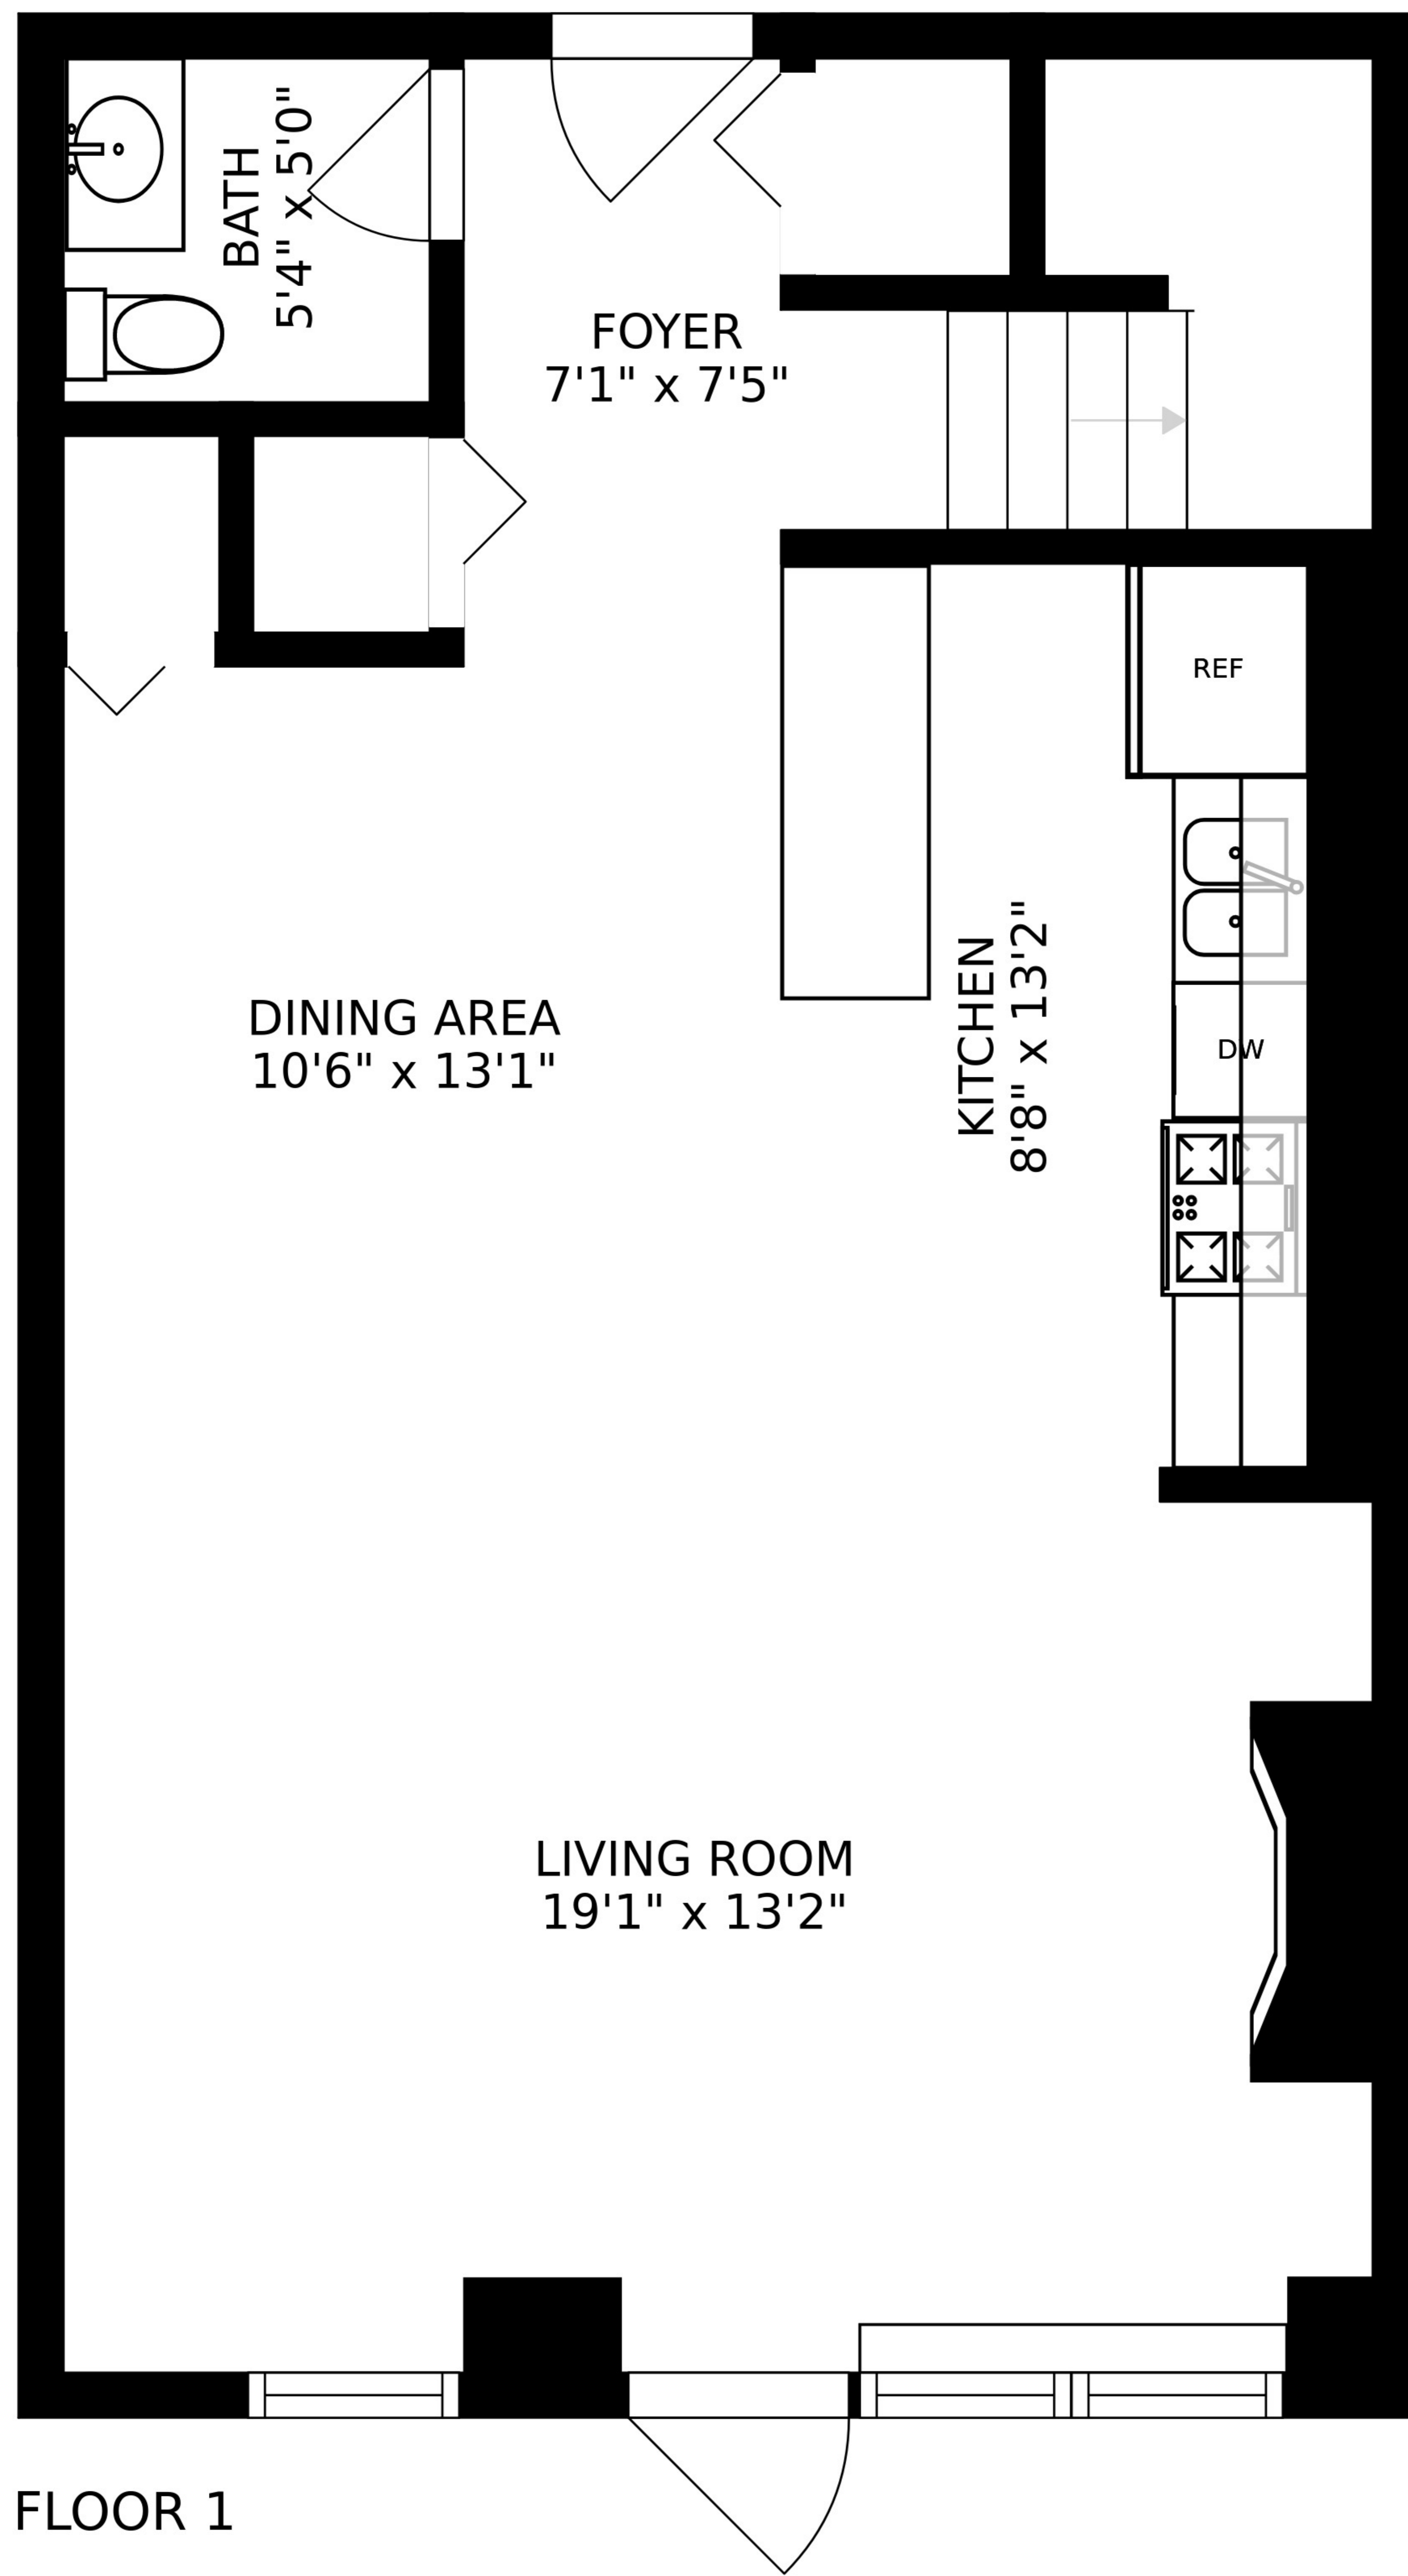 BATH
5'4" x 5'0"
FOYER
7'1" x 7'5"
REF
KITCHEN
8'8" x 13'2"
DINING AREA
10'6" x 13'1"
DW
LIVING ROOM
19'1" x 13'2"
FLOOR 1